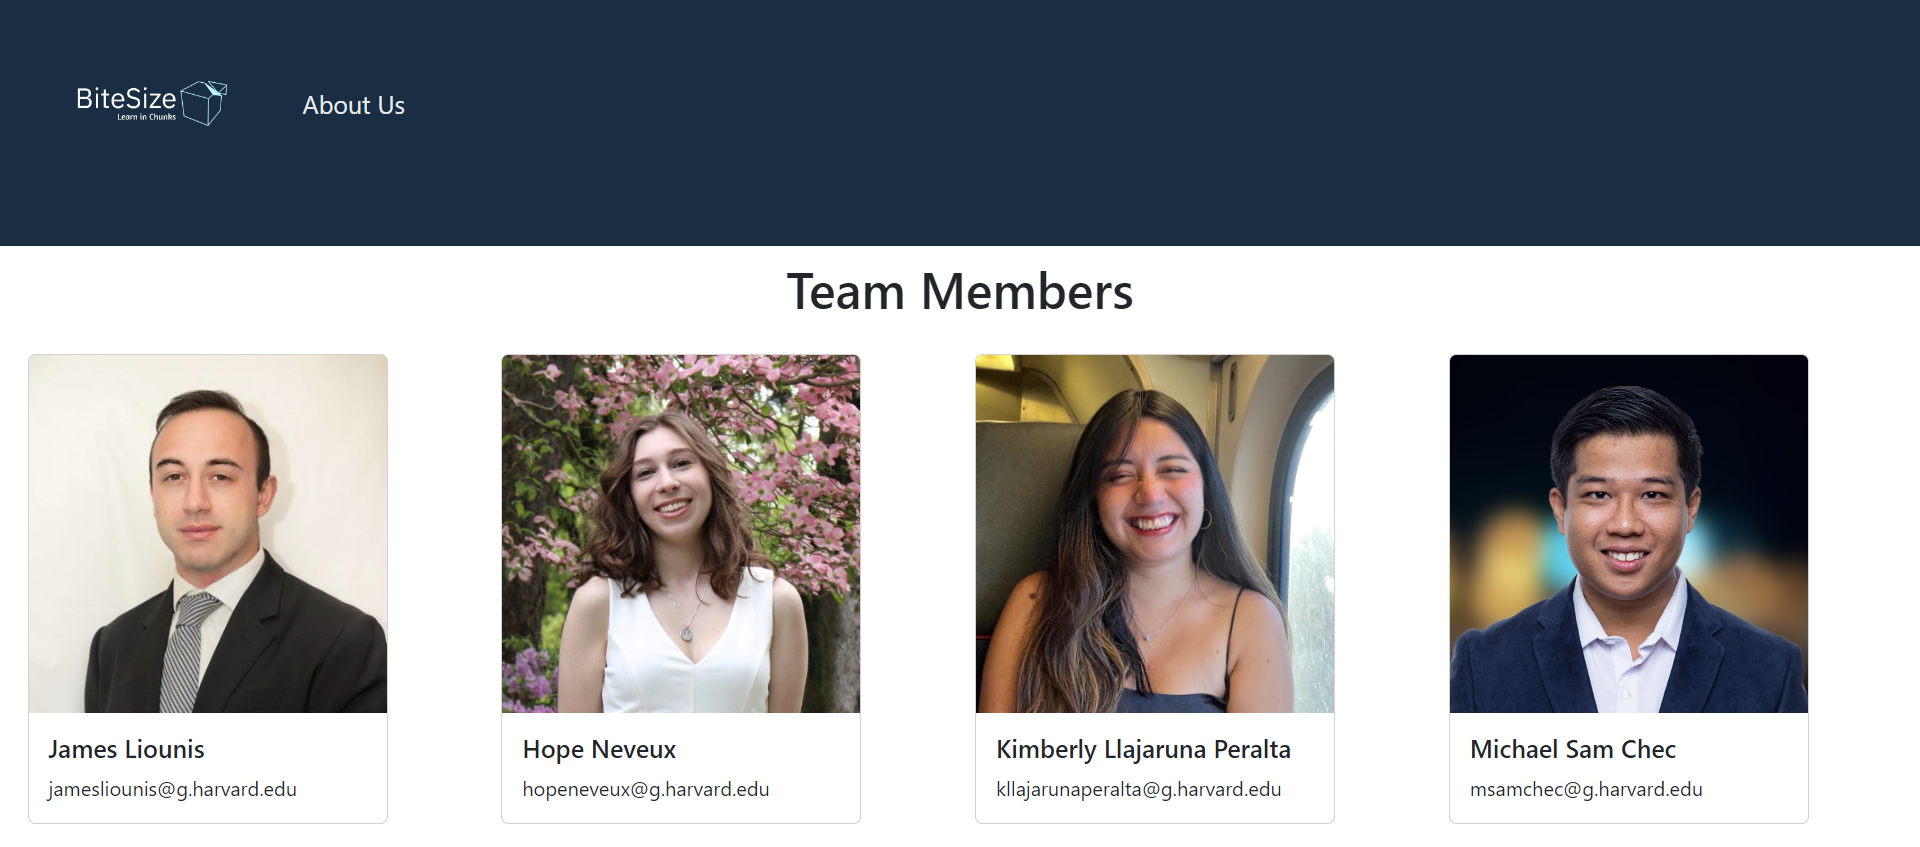 BiteSize
Learn in Chunks
About Us
Team Members
James Liounis
jamesliounis@g.harvard.edu
Hope Neveux
hopeneveux@g.harvard.edu
Kimberly Llajaruna Peralta
kllajarunaperalta@g.harvard.edu
Michael Sam Chec
msamchec@g.harvard.edu